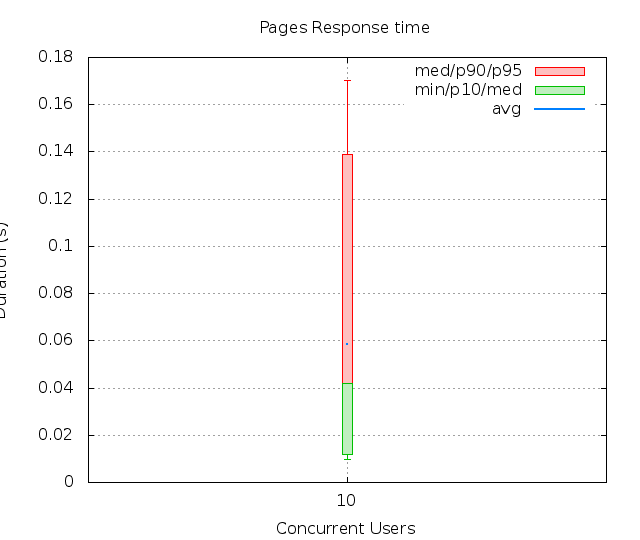 Pages Response time
0.18
0.16
0.14
0.12
0.1
0.08
0.06
0.04
0.02
0
Duration (s)
med/p90/p95
min/p10/med
avg
10
Concurrent Users